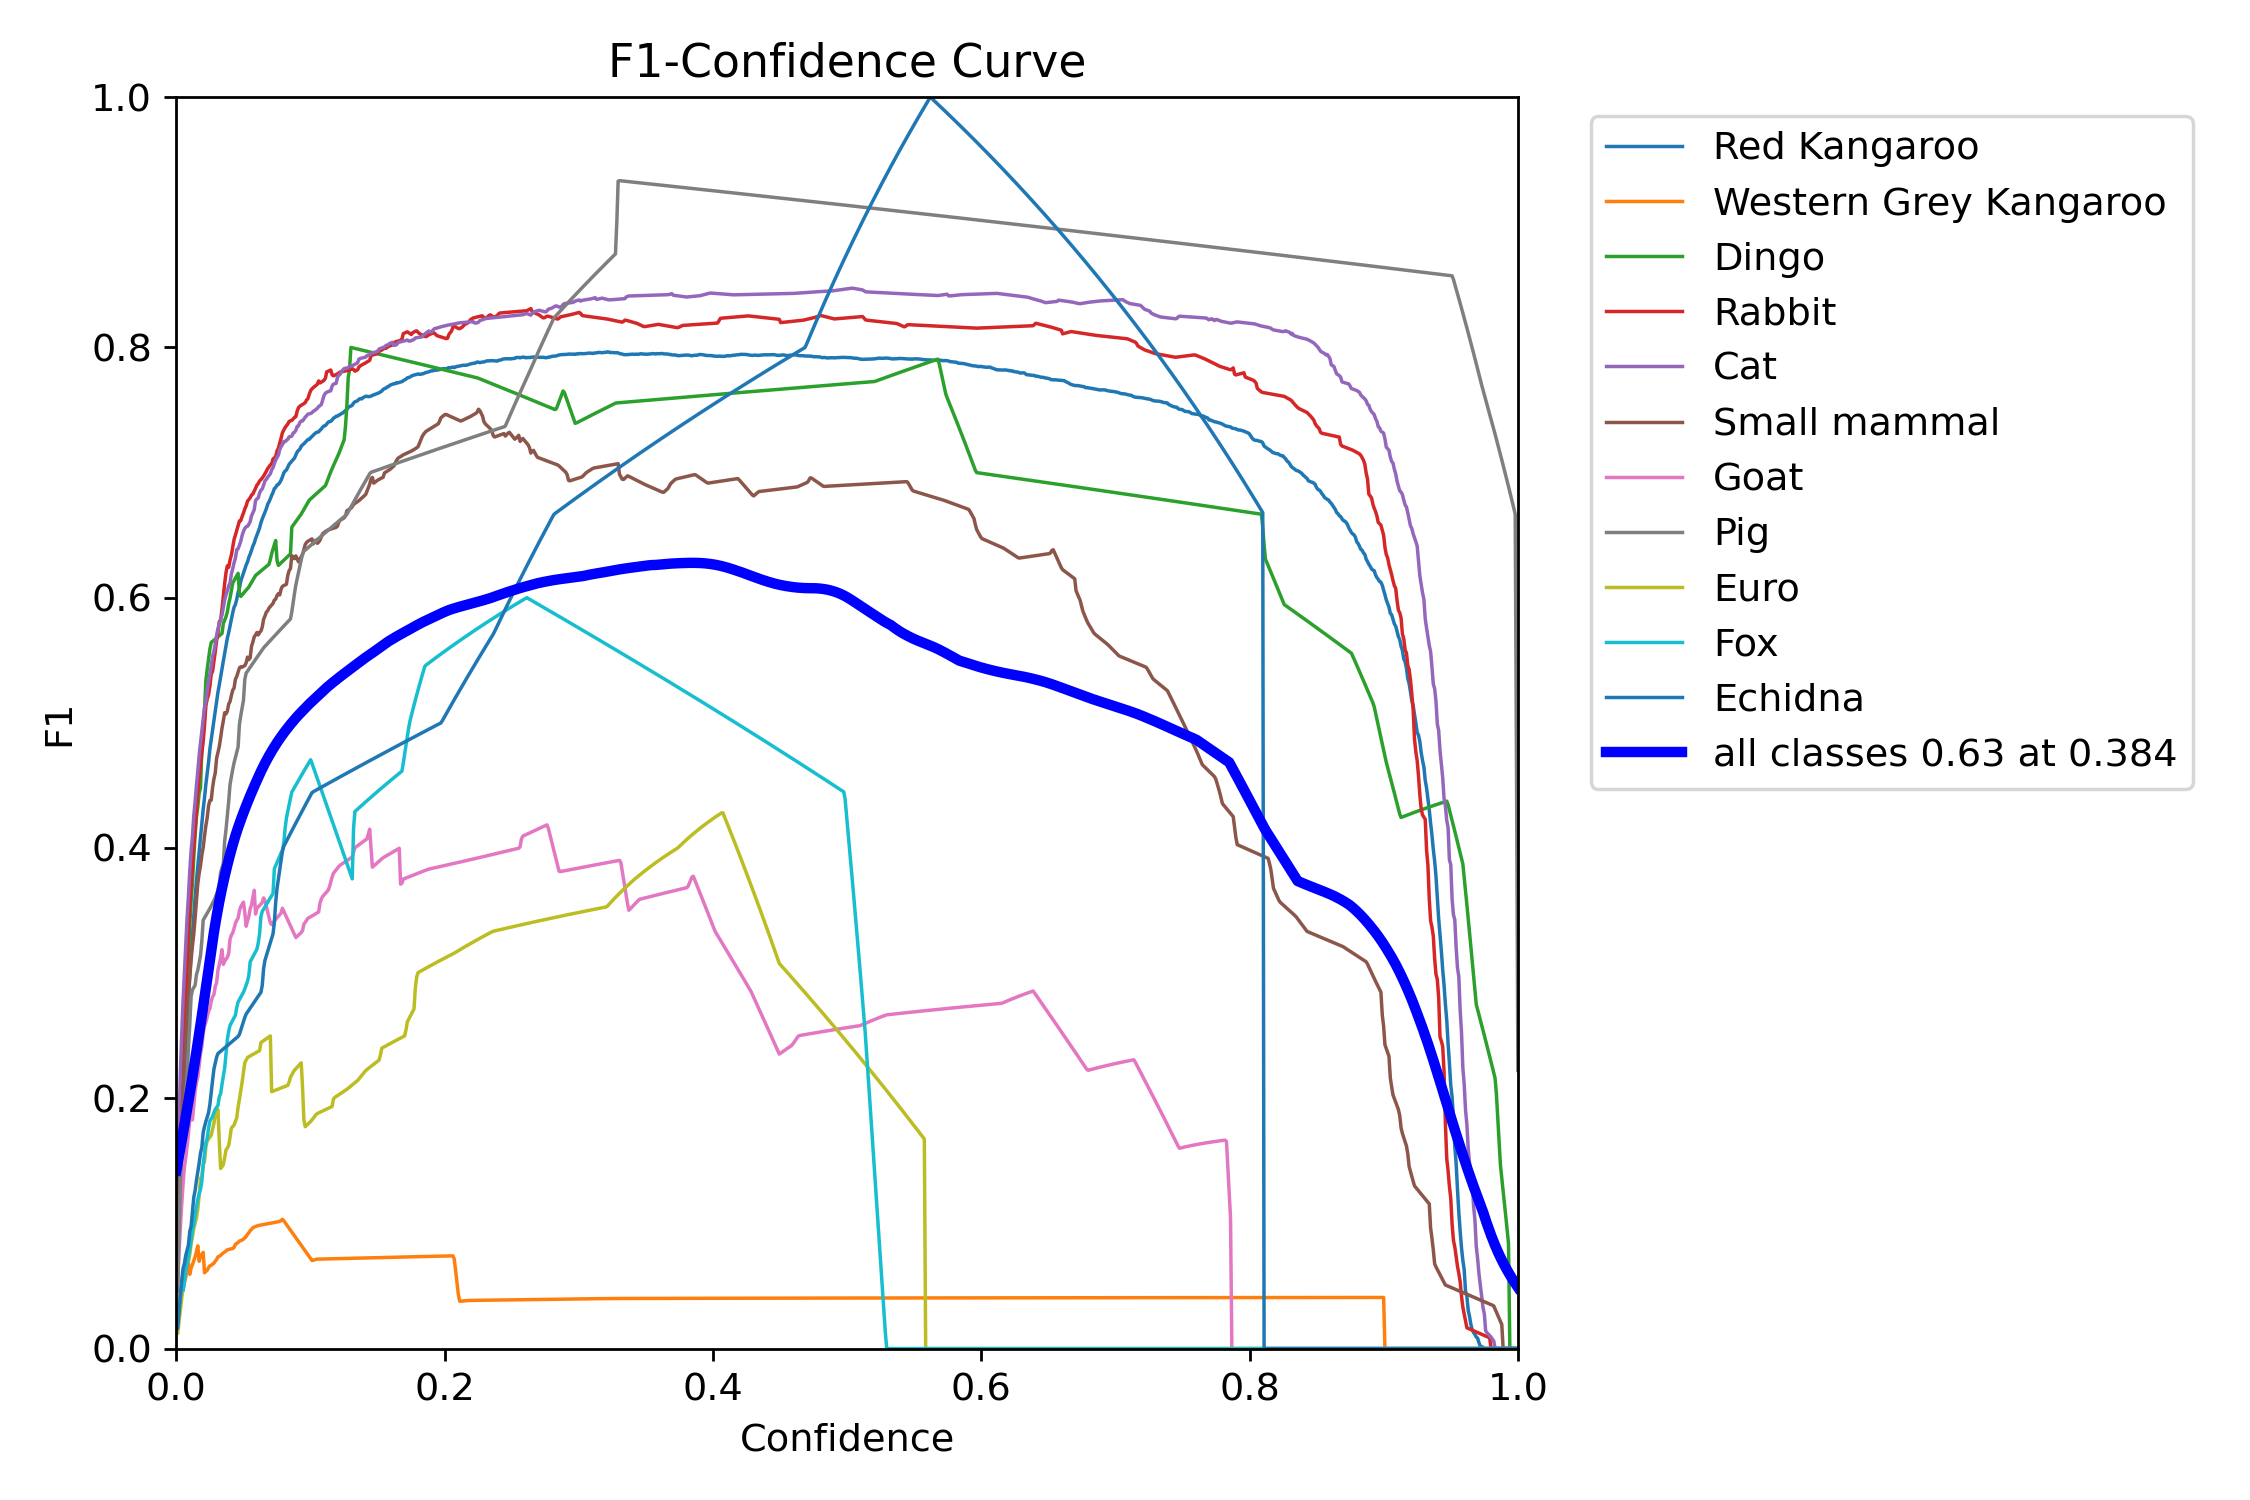 F1-Confidence Curve
1.0
0.8
0.6
0.4
0.2
0.0
F1
0.0 0.2 0.4 0.6 0.8 1.0
Confidence
Red Kangaroo
Western Grey Kangaroo
Dingo
Rabbit
Cat
Small mammal
Goat
Pig
Euro
Fox
Echidna
all classes 0.63 at 0.384